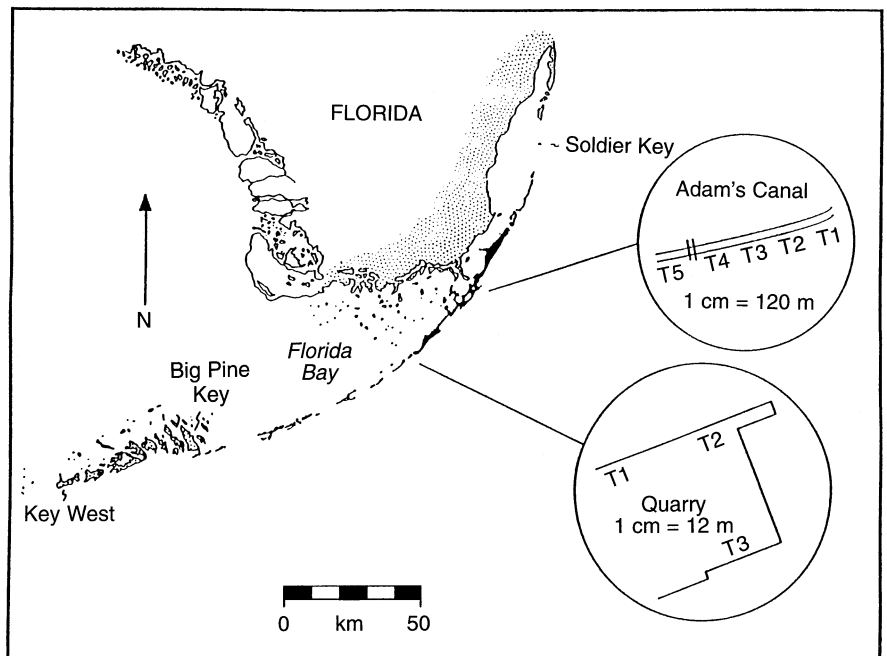 FLORIDA
Soldier Key
Adam's Canal
T5 T4 T3 T2 T1
1 cm = 120 m
N
Florida
Bay
Big Pine
Key
T1 T2
Quarry
1 cm = 12 m
T3
Key West
0 km 50